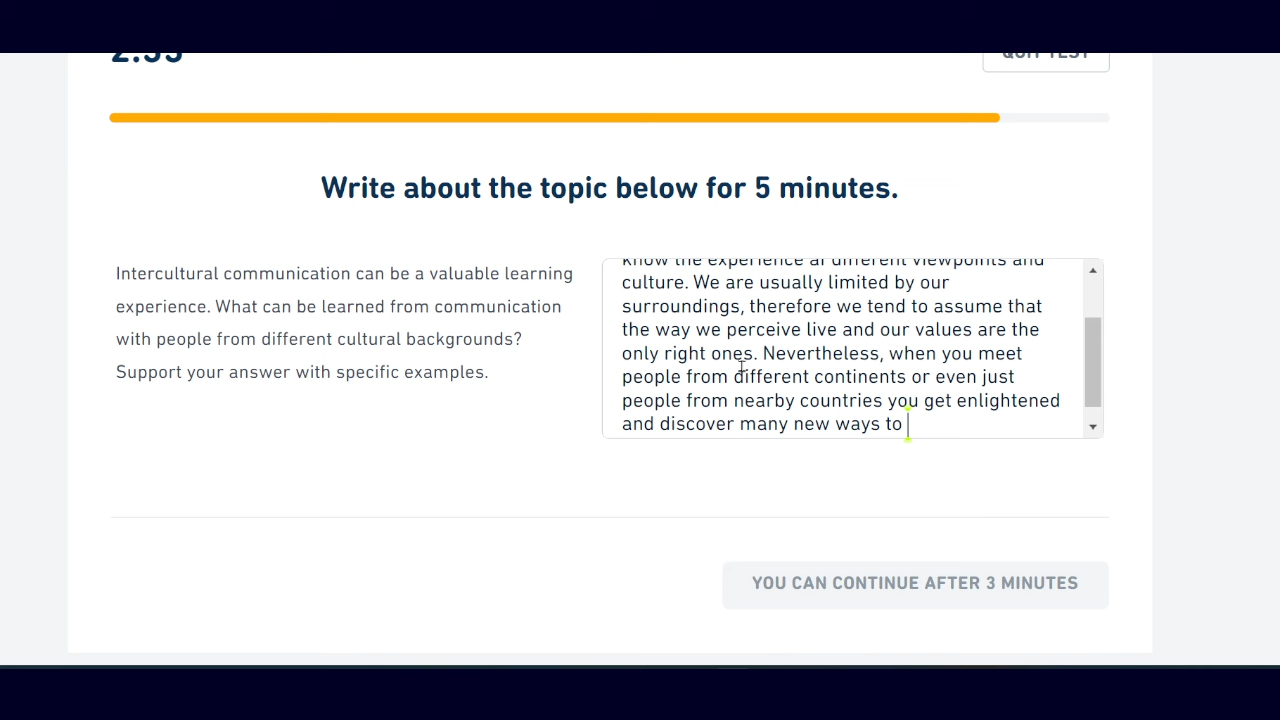 2:55
QUIT TEST
Write about the topic below for 5 minutes.
Intercultural communication can be a valuable learning
experience. What can be learned from communication
with people from different cultural backgrounds?
Support your answer with specific examples.
know the experience af different viewpoints and
culture. We are usually limited by our
surroundings, therefore we tend to assume that
the way we perceive live and our values are the
only right ones. Nevertheless, when you meet
people from different continents or even just
people from nearby countries you get enlightened
and discover many new ways to
YOU CAN CONTINUE AFTER 3 MINUTES